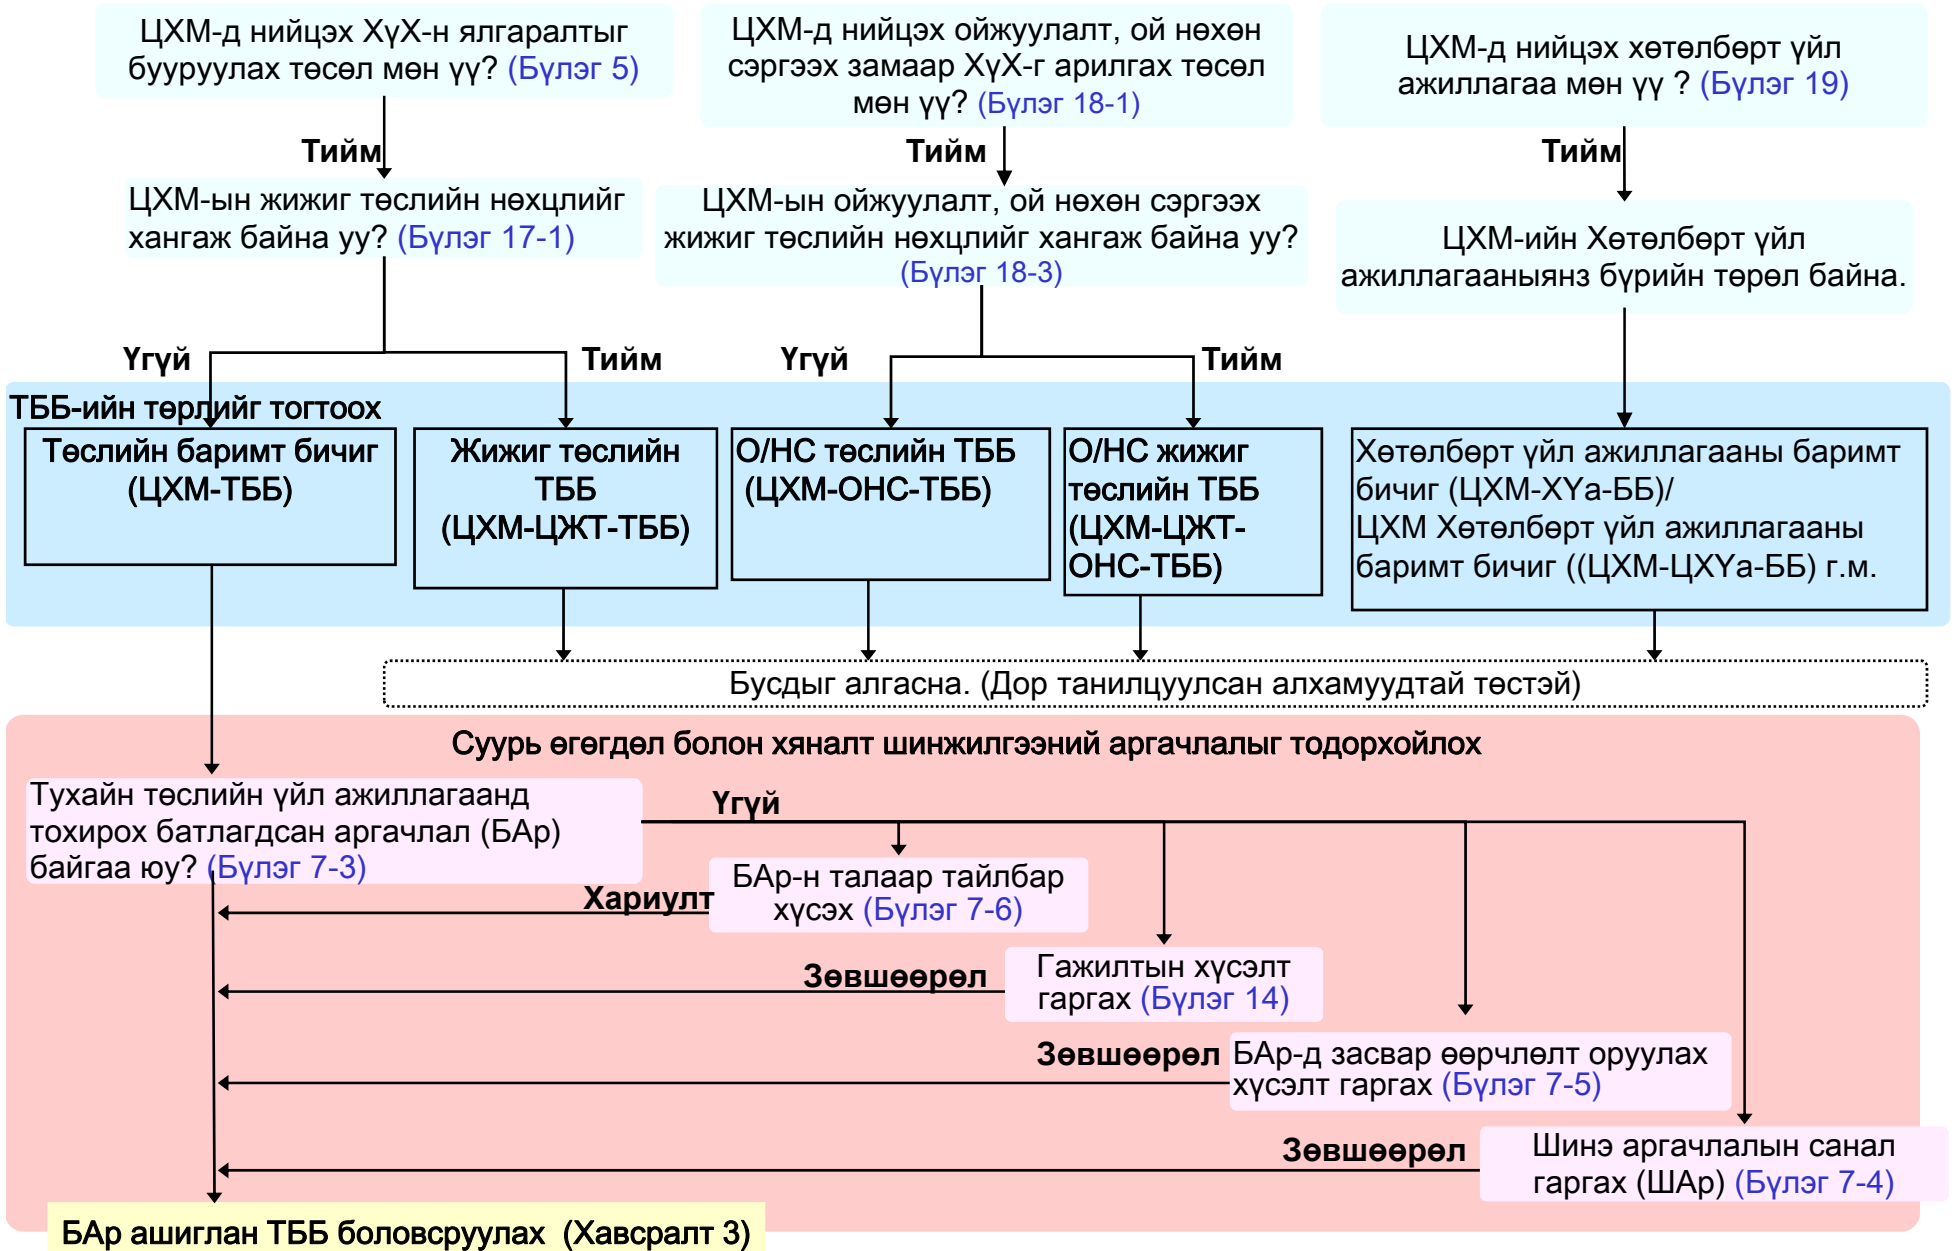 ЦХМ-д нийцэх ХүХ-н ялгаралтыг
бууруулах төсөл мөн үү? (Бүлэг 5)
ЦХМ-д нийцэх ойжуулалт, ой нөхөн
сэргээх замаар ХүХ-г арилгах төсөл
мөн үү? (Бүлэг 18-1)
ЦХМ-д нийцэх хөтөлбөрт үйл
ажиллагаа мөн үү ? (Бүлэг 19)
Тийм
Тийм
Тийм
ЦХМ-ын жижиг төслийн нөхцлийг
хангаж байна уу? (Бүлэг 17-1)
ЦХМ-ын ойжуулалт, ой нөхөн сэргээх
жижиг төслийн нөхцлийг хангаж байна уу?
(Бүлэг 18-3)
ЦХМ-ийн Хөтөлбөрт үйл
ажиллагааныянз бүрийн төрөл байна.
Үгүй
Тийм
Үгүй
Тийм
ТББ-ийн төрлийг тогтоох
Төслийн баримт бичиг
(ЦХМ-ТББ)
Жижиг төслийн
ТББ
(ЦХМ-ЦЖТ-ТББ)
О/НС төслийн ТББ
(ЦХМ-ОНС-ТББ)
О/НС жижиг
төслийн ТББ
(ЦХМ-ЦЖТ-
ОНС-ТББ)
Хөтөлбөрт үйл ажиллагааны баримт
бичиг (ЦХМ-ХҮа-ББ)/
ЦХМ Хөтөлбөрт үйл ажиллагааны
баримт бичиг ((ЦХМ-ЦХҮа-ББ) г.м.
Бусдыг алгасна. (Дор танилцуулсан алхамуудтай төстэй)
Суурь өгөгдөл болон хяналт шинжилгээний аргачлалыг тодорхойлох
Тухайн төслийн үйл ажиллагаанд
тохирох батлагдсан аргачлал (БАр)
байгаа юу? (Бүлэг 7-3)
Үгүй
БАр-н талаар тайлбар
хүсэх (Бүлэг 7-6)
Хариулт
Гажилтын хүсэлт
гаргах (Бүлэг 14)
Зөвшөөрөл
БАр-д засвар өөрчлөлт оруулах
хүсэлт гаргах (Бүлэг 7-5)
Зөвшөөрөл
Шинэ аргачлалын санал
гаргах (ШАр) (Бүлэг 7-4)
Зөвшөөрөл
БАр ашиглан ТББ боловсруулах (Хавсралт 3)